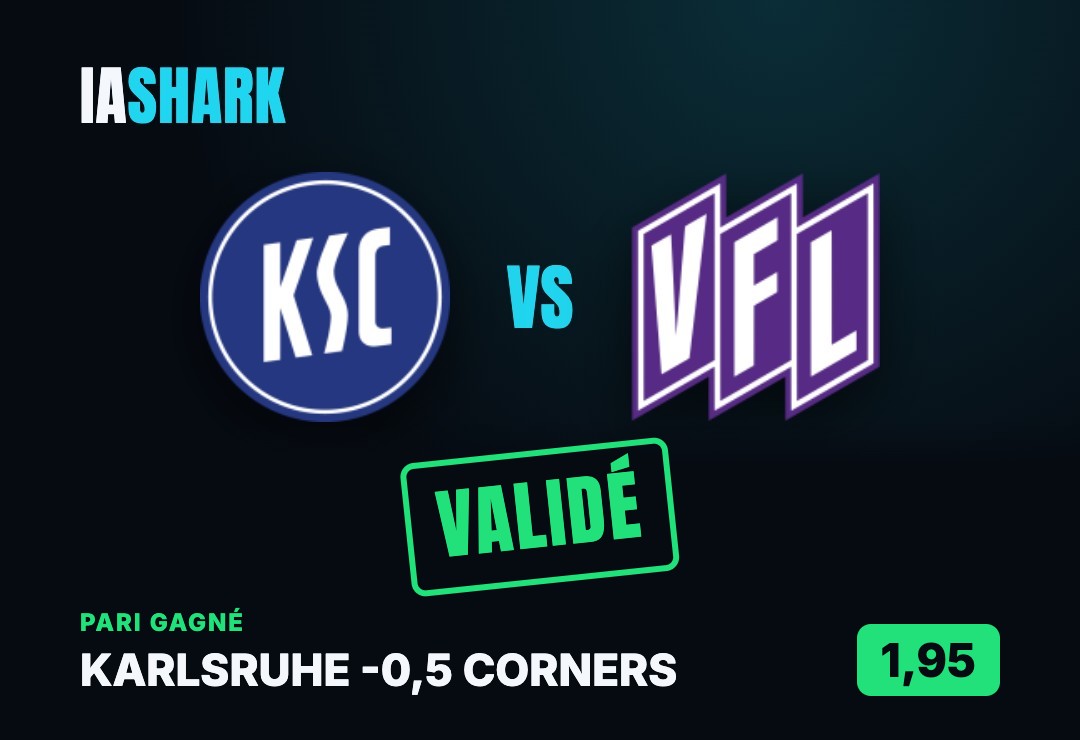 IASHARK
KSC
VS
VFL
VALIDÉ
PARI GAGNÉ
KARLSRUHE -0,5 CORNERS
1,95